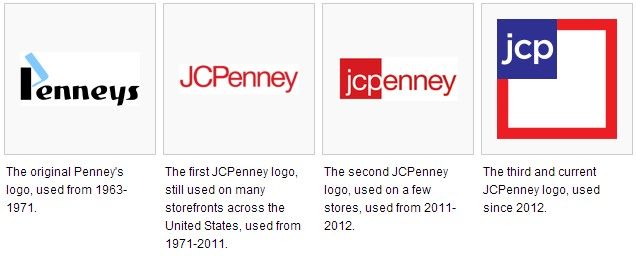 Penneys
JCPenney
jcpenney
jcp
The original Penney's
logo, used from 1963-
1971.
The first JCPenney logo,
still used on many
storefronts across the
United States, used from
1971-2011.
The second JCPenney
logo, used on a few
stores, used from 2011-
2012.
The third and current
JCPenney logo, used
since 2012.